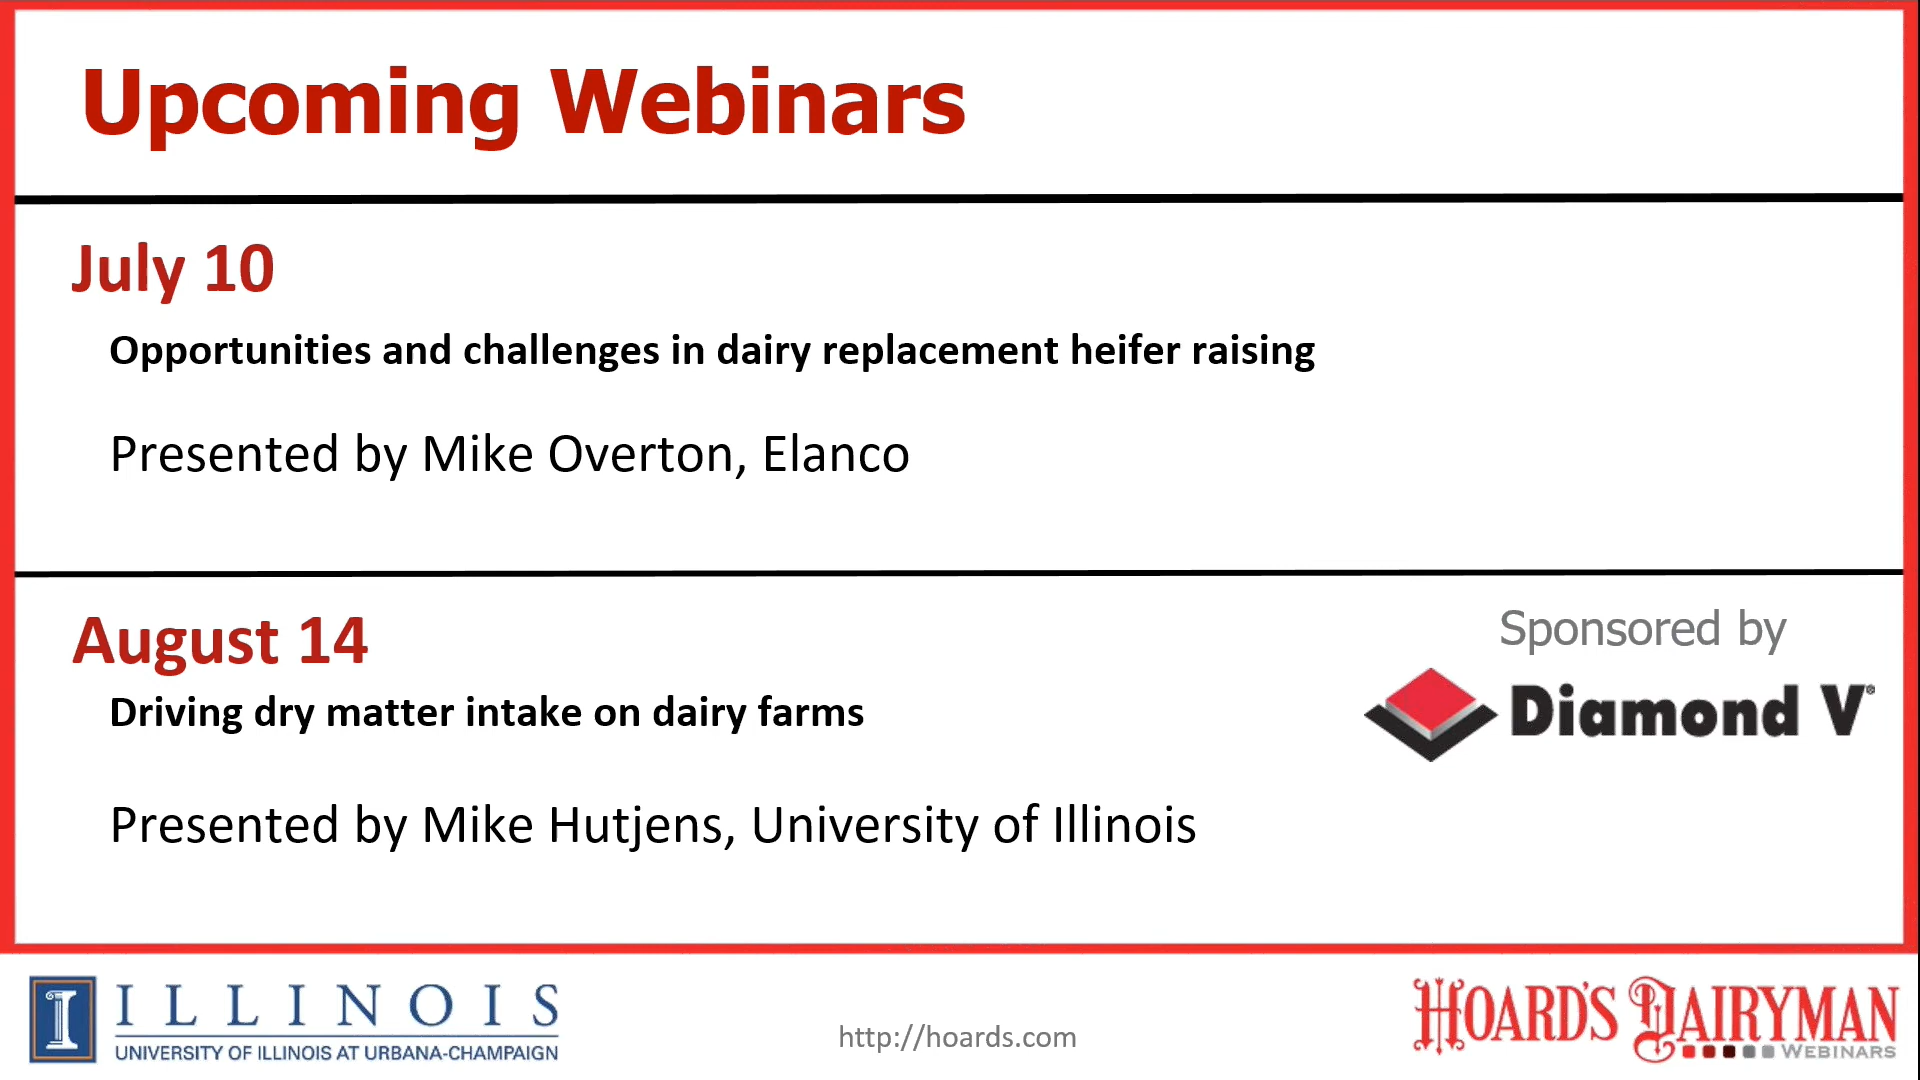 Upcoming Webinars
July 10
Opportunities and challenges in dairy replacement heifer raising
Presented by Mike Overton, Elanco
August 14
Sponsored by
Diamond V®
Driving dry matter intake on dairy farms
Presented by Mike Hutjens, University of Illinois
I ILLINOIS
UNIVERSITY OF ILLINOIS AT URBANA-CHAMPAIGN
http://hoards.com
HOARD'S DAIRYMAN
WEBINARS